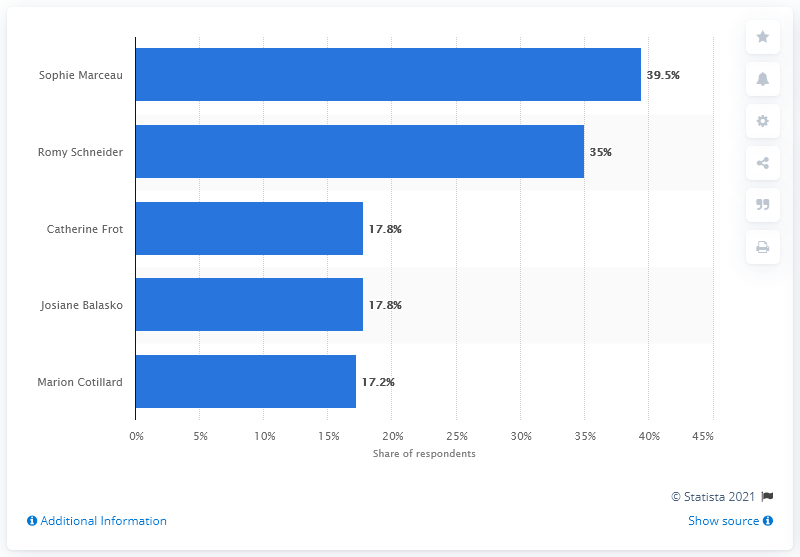 Sophie Marceau 39.5%
Romy Schneider 35%
Catherine Frot 17.8%
Josiane Balasko 17.8%
Marion Cotillard 17.2%
0% 5% 10% 15% 20% 25% 30% 35% 40% 45%
Share of respondents
© Statista 2021
Additional Information Show source